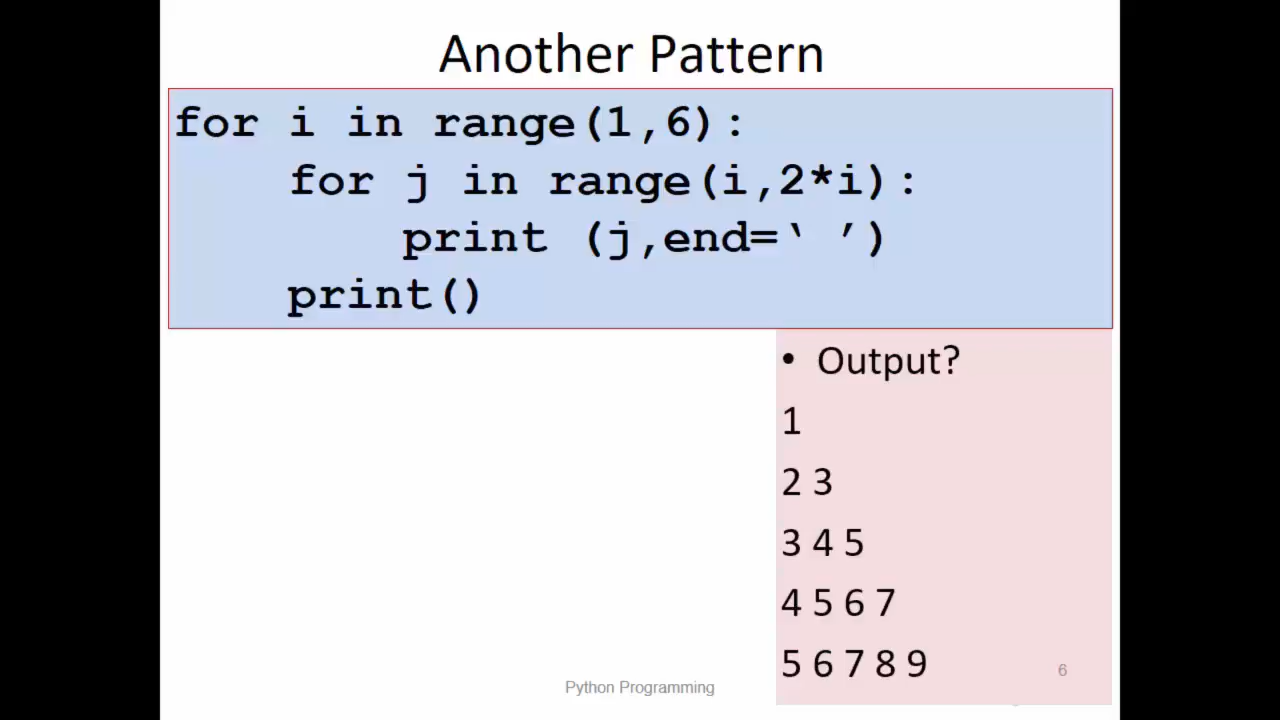 Another Pattern
for i in range(1,6):
    for j in range(i,2*i):
        print (j,end=‘ ’)
    print()
• Output?
1
2 3
3 4 5
4 5 6 7
5 6 7 8 9
Python Programming
6